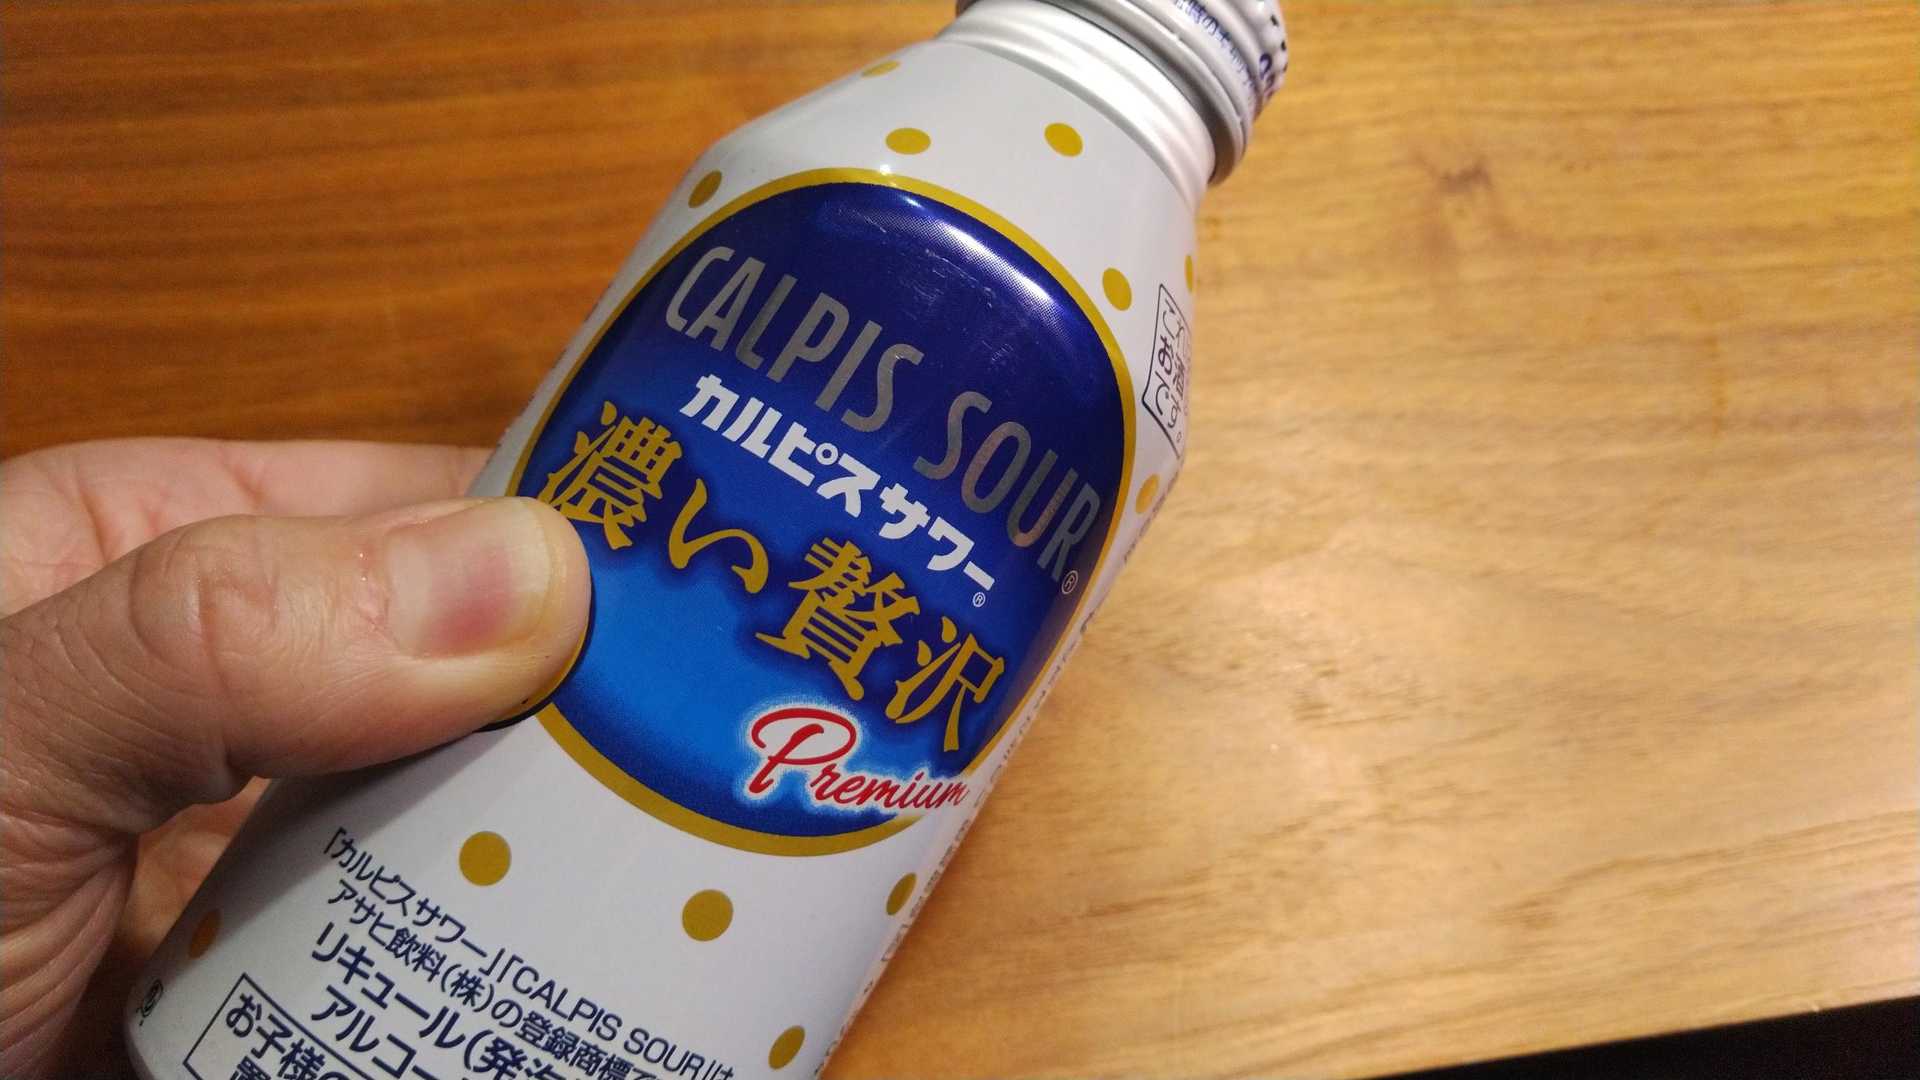 CALPIS SOUR®
カルピスサワー®
濃い贅沢
Premium
「カルピスサワー」「CALPIS SOUR」は
アサヒ飲料(株)の登録商標で
リキュール(発泡
アルコー
お子様の